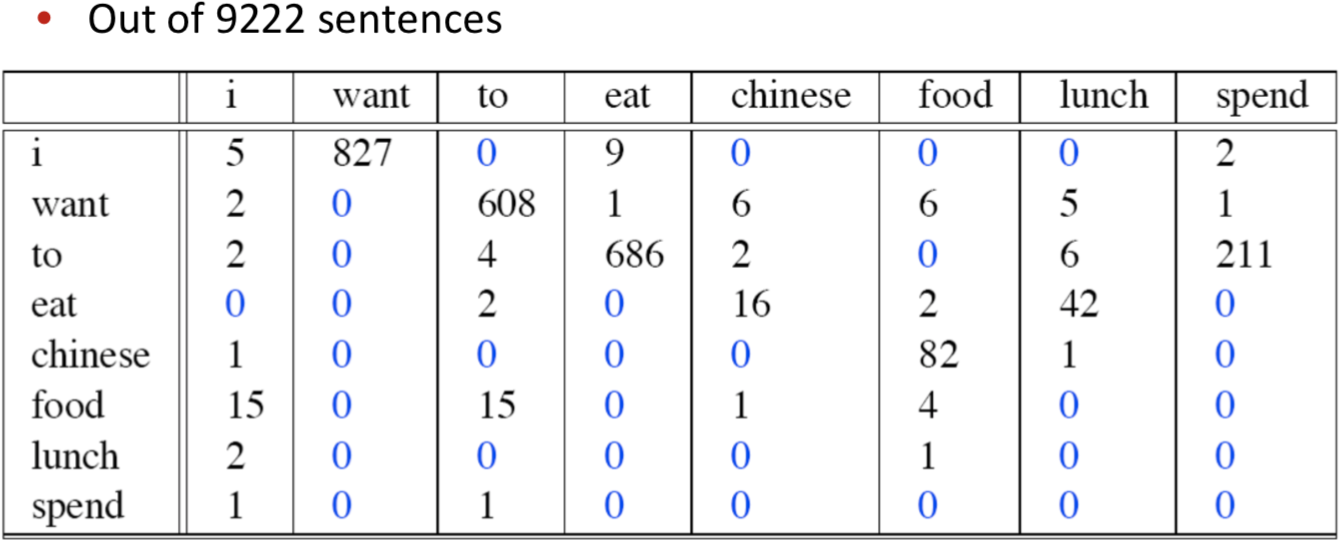 • Out of 9222 sentences
i want to eat chinese food lunch spend
i 5 827 0 9 0 0 0 2
want 2 0 608 1 6 6 5 1
to 2 0 4 686 2 0 6 211
eat 0 0 2 0 16 2 42 0
chinese 1 0 0 0 0 82 1 0
food 15 0 15 0 1 4 0 0
lunch 2 0 0 0 0 1 0 0
spend 1 0 1 0 0 0 0 0